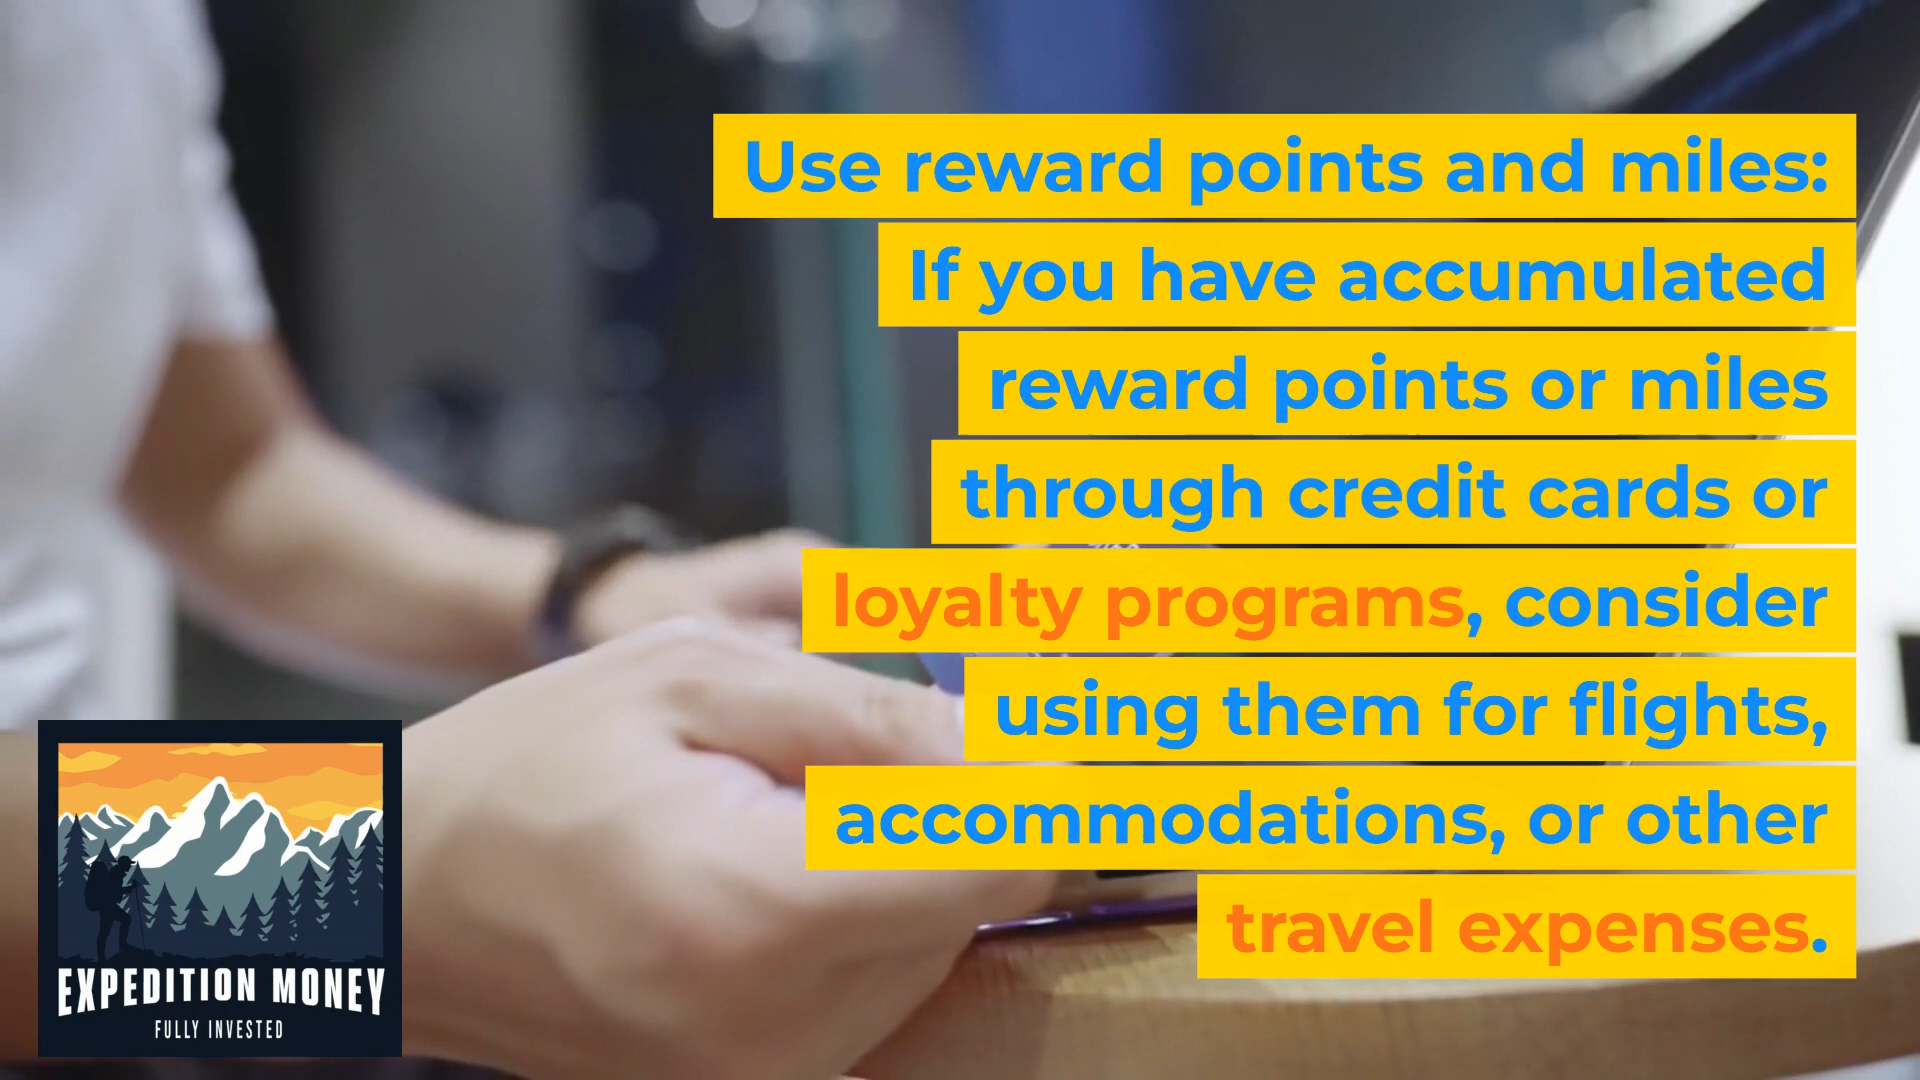 Use reward points and miles:
If you have accumulated
reward points or miles
through credit cards or
loyalty programs, consider
using them for flights,
accommodations, or other
travel expenses.
EXPEDITION MONEY
FULLY INVESTED